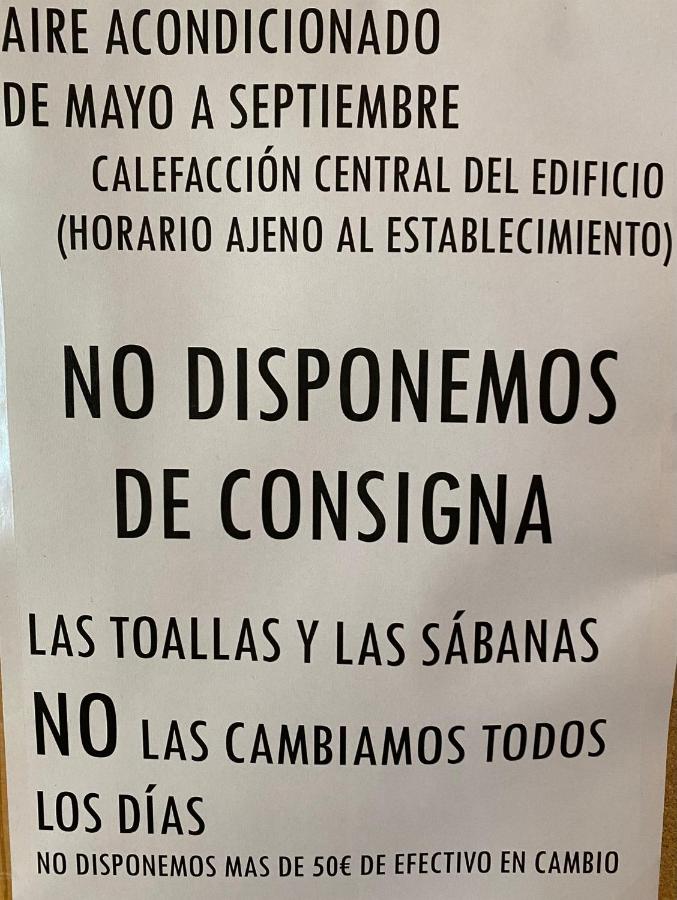 AIRE ACONDICIONADO
DE MAYO A SEPTIEMBRE
CALEFACCIÓN CENTRAL DEL EDIFICIO
(HORARIO AJENO AL ESTABLECIMIENTO)
NO DISPONEMOS
DE CONSIGNA
LAS TOALLAS Y LAS SÁBANAS
NO LAS CAMBIAMOS TODOS
LOS DÍAS
NO DISPONEMOS MAS DE 50€ DE EFECTIVO EN CAMBIO